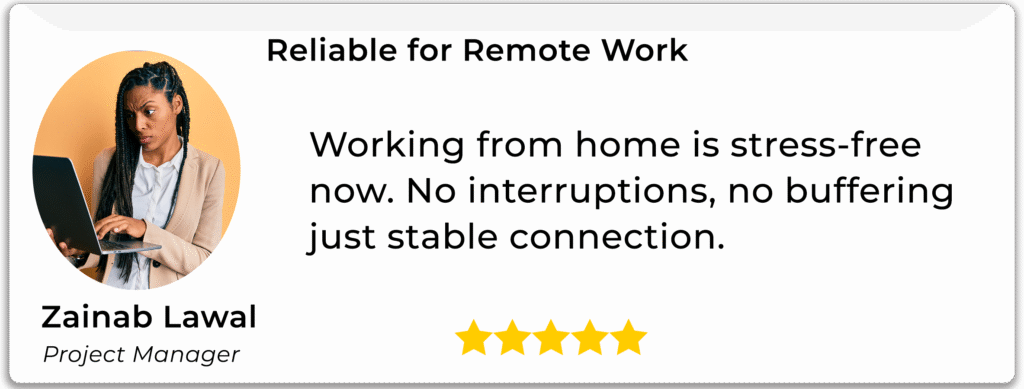 Reliable for Remote Work
Working from home is stress-free
now. No interruptions, no buffering
just stable connection.
Zainab Lawal
Project Manager